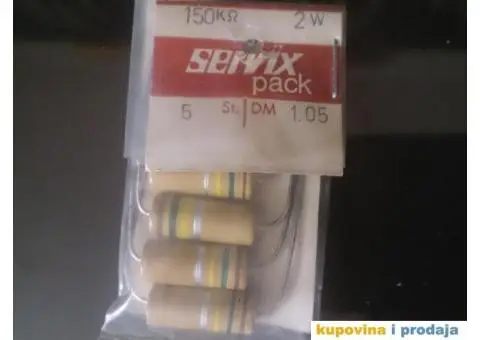 150KΩ 2W
SERVIX
pack
5 St. DM 1.05
kupovina i prodaja